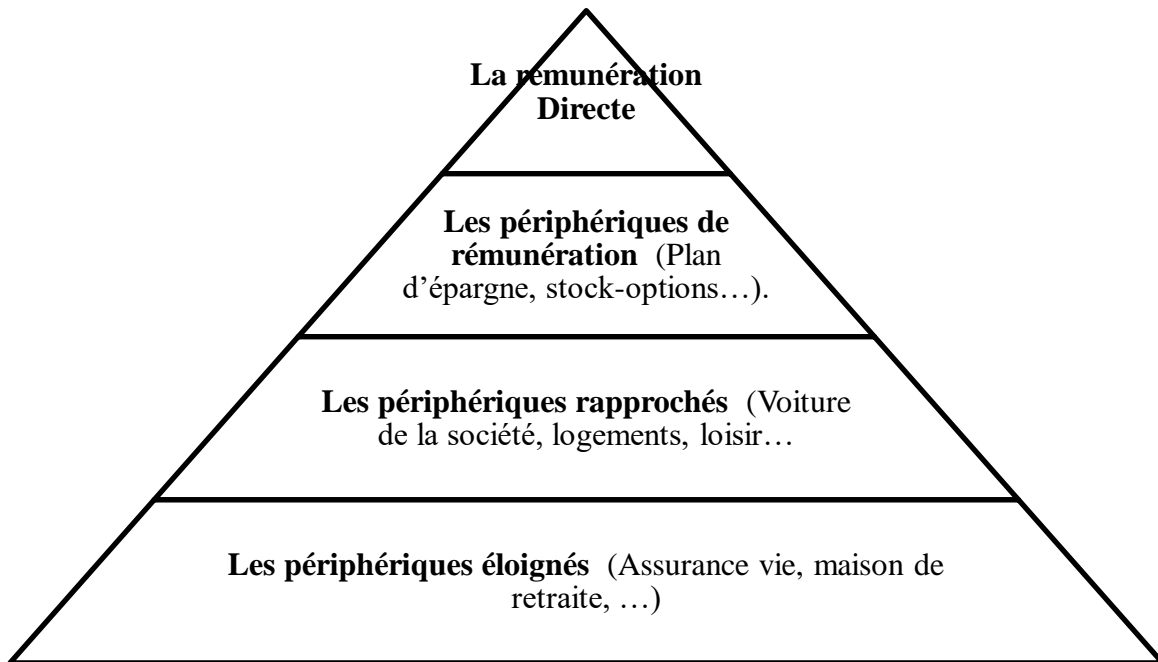 La rémunération
Directe
Les périphériques de
rémunération (Plan
d’épargne, stock-options…).
Les périphériques rapprochés (Voiture
de la société, logements, loisir…
Les périphériques éloignés (Assurance vie, maison de
retraite, …)